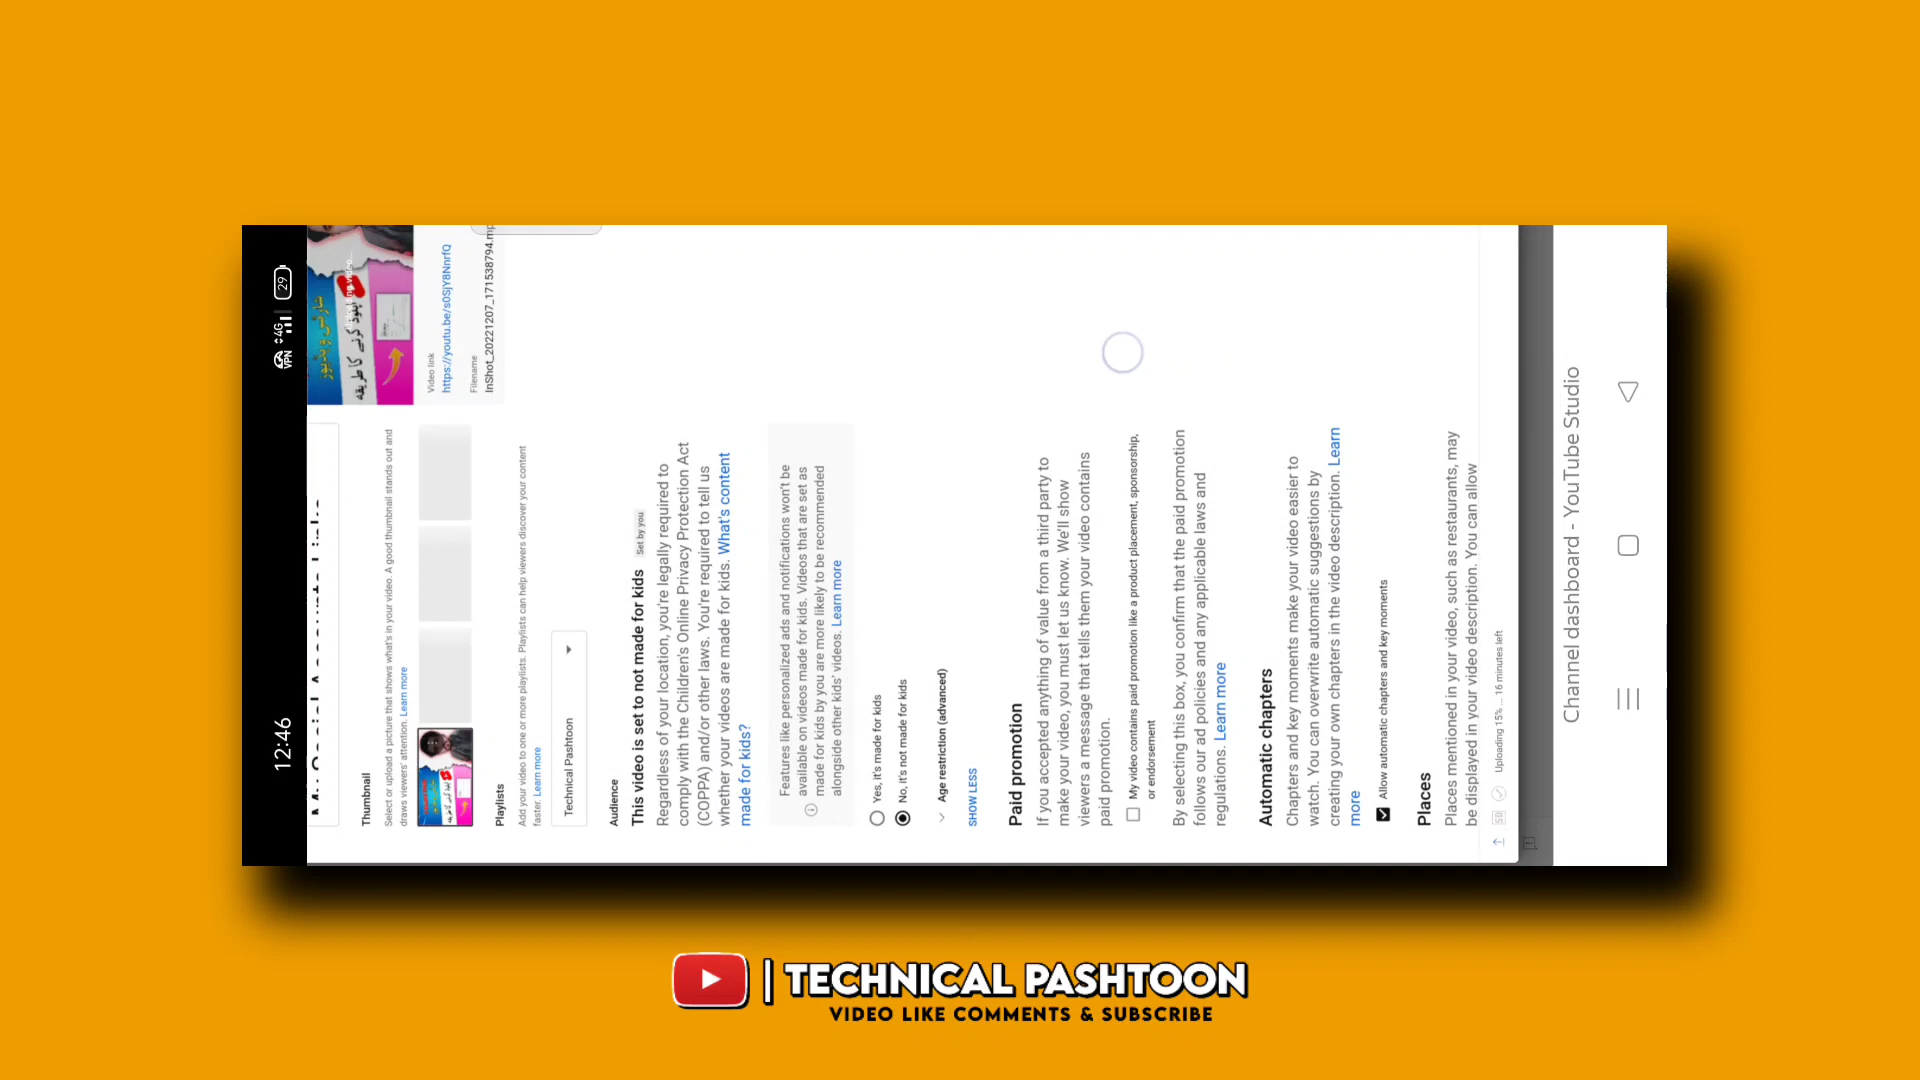 12:46
4G
VPN
29
Thumbnail
Select or upload a picture that shows what's in your video. A good thumbnail stands out and
draws viewers' attention. Learn more
Playlists
Add your video to one or more playlists. Playlists can help viewers discover your content
faster. Learn more
Technical Pashtoon
Audience
This video is set to not made for kids Set by you
Regardless of your location, you're legally required to
comply with the Children's Online Privacy Protection Act
(COPPA) and/or other laws. You're required to tell us
whether your videos are made for kids. What's content
made for kids?
Features like personalized ads and notifications won't be
available on videos made for kids. Videos that are set as
made for kids by you are more likely to be recommended
alongside other kids' videos. Learn more
Yes, it's made for kids
No, it's not made for kids
Age restriction (advanced)
SHOW LESS
Paid promotion
If you accepted anything of value from a third party to
make your video, you must let us know. We'll show
viewers a message that tells them your video contains
paid promotion.
My video contains paid promotion like a product placement, sponsorship,
or endorsement
By selecting this box, you confirm that the paid promotion
follows our ad policies and any applicable laws and
regulations. Learn more
Automatic chapters
Chapters and key moments make your video easier to
watch. You can overwrite automatic suggestions by
creating your own chapters in the video description. Learn
more
Allow automatic chapters and key moments
Places
Places mentioned in your video, such as restaurants, may
be displayed in your video description. You can allow
Uploading 15% ... 16 minutes left
اپلوڈ کرنے کا طریقہ
Video link
https://youtu.be/s0SjY8NnrfQ
Filename
InShot_20221207_171538794.mp
Channel dashboard - YouTube Studio
| TECHNICAL PASHTOON
VIDEO LIKE COMMENTS & SUBSCRIBE